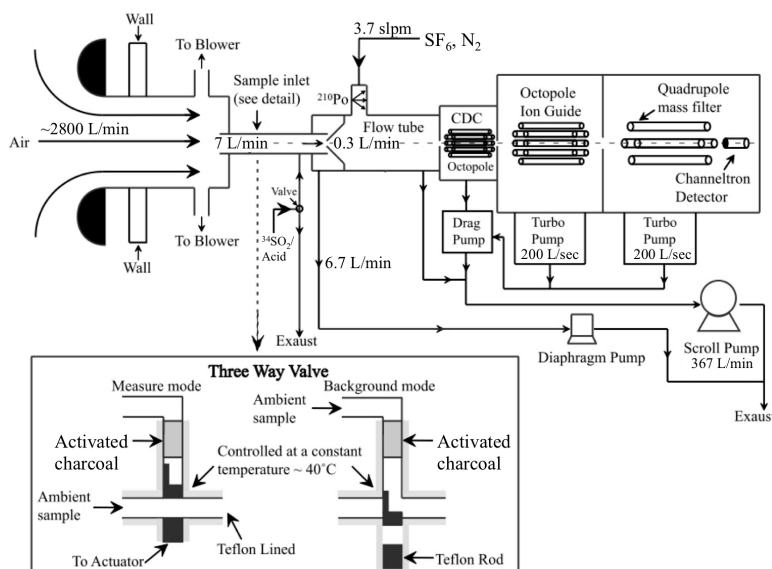 Wall
To Blower
3.7 slpm
SF6, N2
Sample inlet
(see detail)
210Po
Octopole
Ion Guide
Quadrupole
mass filter
CDC
Flow tube
~2800 L/min
Air
7 L/min
0.3 L/min
Octopole
Channeltron
Detector
Valve
34SO2/
Acid
To Blower
Wall
Drag
Pump
Turbo
Pump
200 L/sec
Turbo
Pump
200 L/sec
6.7 L/min
Exaust
Diaphragm Pump
Scroll Pump
367 L/min
Exaust
Three Way Valve
Measure mode
Background mode
Ambient
sample
Activated
charcoal
Controlled at a constant
temperature ~ 40°C
Activated
charcoal
Ambient
sample
Teflon Lined
To Actuator
Teflon Rod